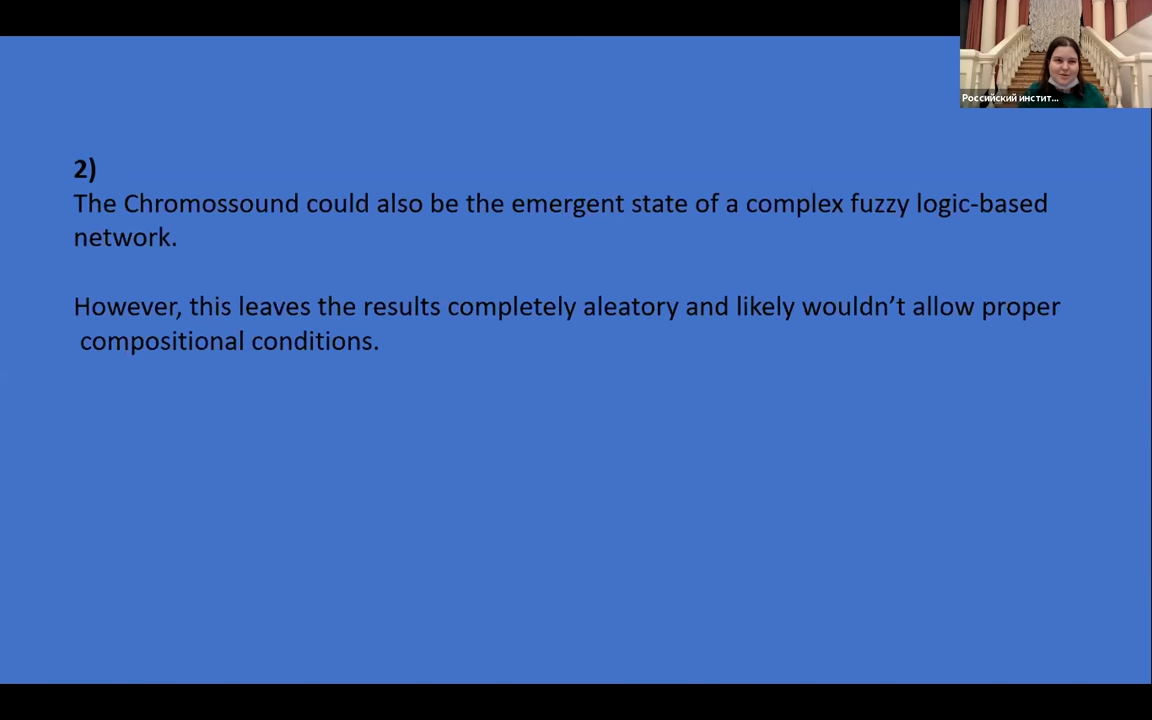 Российский инстит...
2)
The Chromossound could also be the emergent state of a complex fuzzy logic-based
network.
However, this leaves the results completely aleatory and likely wouldn’t allow proper
compositional conditions.